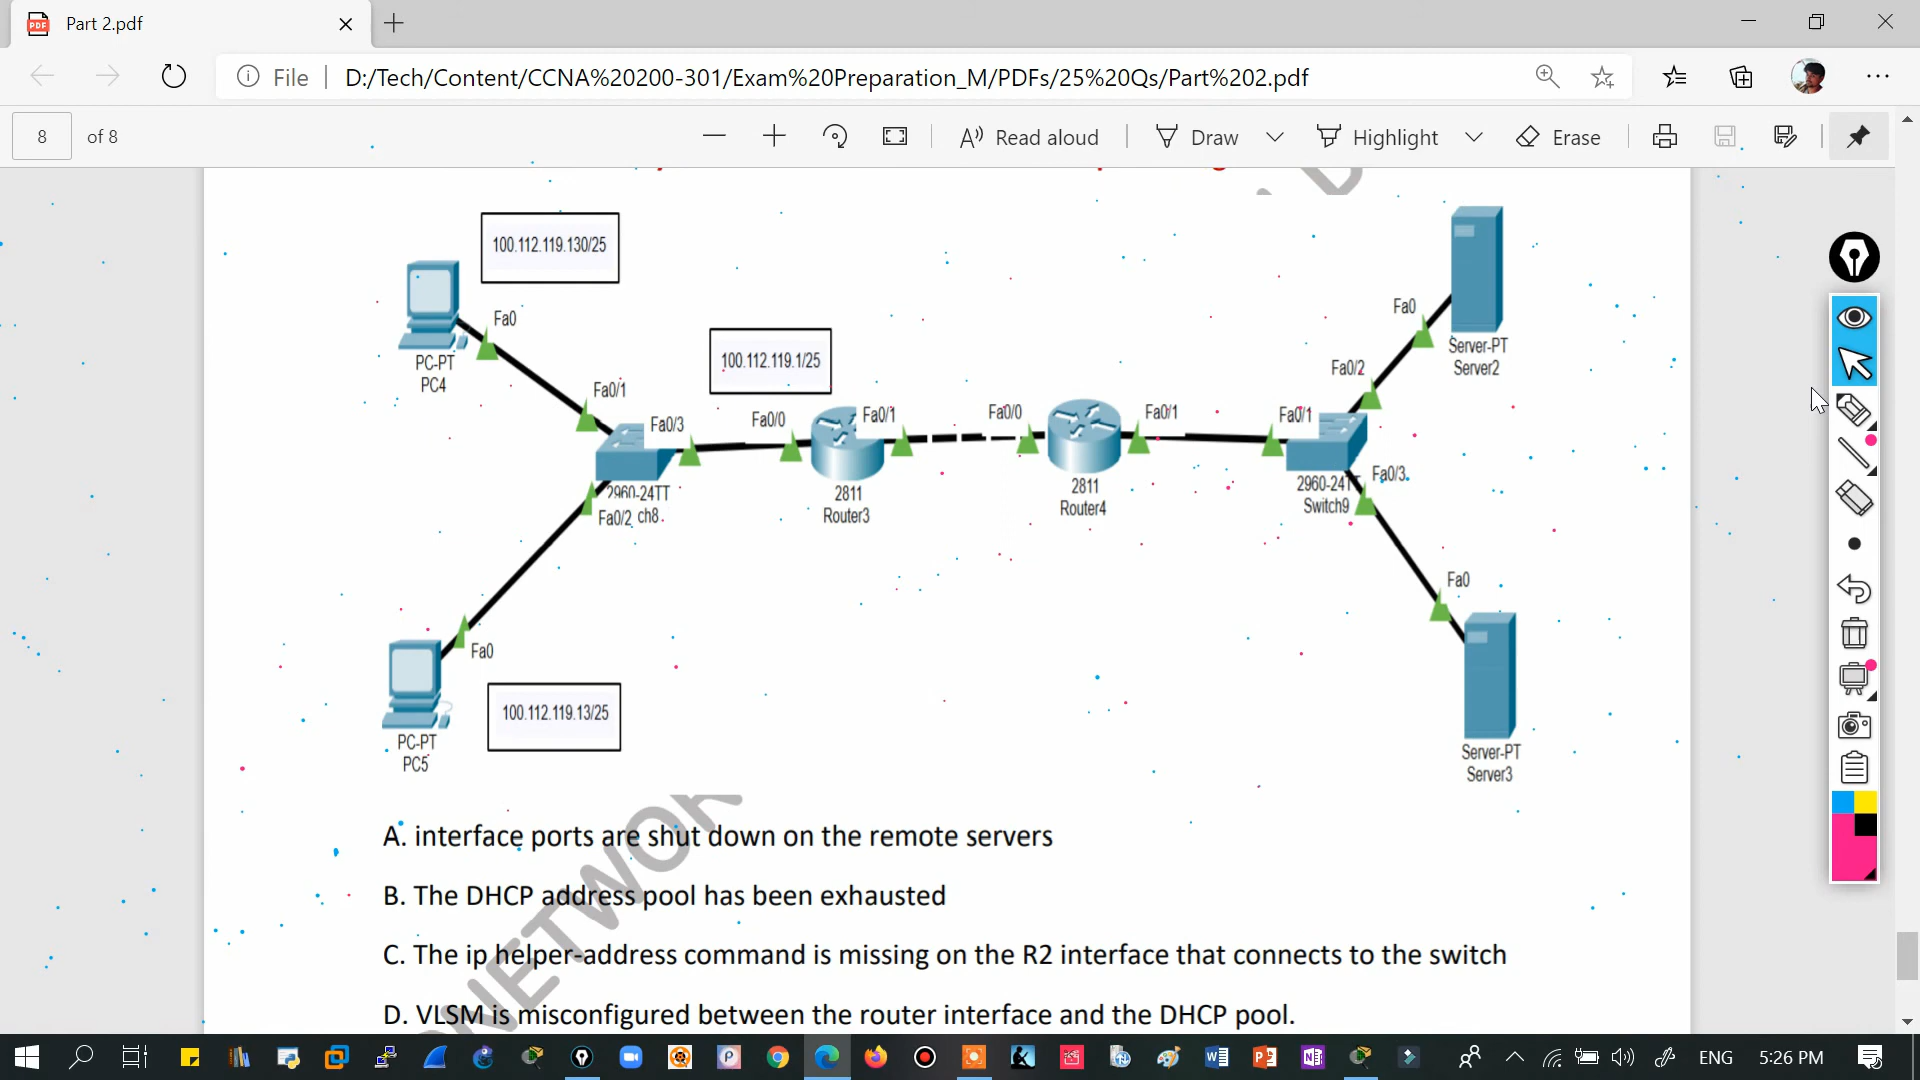 Part 2.pdf
File
D:/Tech/Content/CCNA%20200-301/Exam%20Preparation_M/PDFs/25%20Qs/Part%202.pdf
8 of 8
Read aloud
Draw
Highlight
Erase
100.112.119.130/25
Fa0
PC-PT
PC4
Fa0/1
100.112.119.1/25
Fa0/3
Fa0/0
Fa0/1
2960-24TT
Fa0/2 ch8
2811
Router3
Fa0/0
Fa0/1
2811
Router4
Fa0
Server-PT
Server2
Fa0/2
Fa0/1
Fa0/3
2960-24TT
Switch9
Fa0
PC-PT
PC5
100.112.119.13/25
Fa0
Server-PT
Server3
A. interface ports are shut down on the remote servers
B. The DHCP address pool has been exhausted
C. The ip helper-address command is missing on the R2 interface that connects to the switch
D. VLSM is misconfigured between the router interface and the DHCP pool.
ENG
5:26 PM